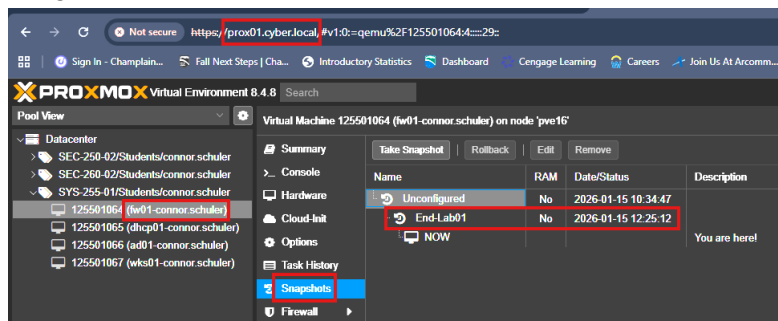 Not secure https://prox01.cyber.local/#v1:0:=qemu%2F125501064:4:::::29::
Sign In - Champlain... Fall Next Steps | Cha... Introductory Statistics Dashboard Cengage Learning Careers Join Us At Arcomm...
PROXMOX Virtual Environment 8.4.8 Search
Pool View
Virtual Machine 125501064 (fw01-connor.schuler) on node 'pve16'
Datacenter
SEC-250-02/Students/connor.schuler
SEC-260-02/Students/connor.schuler
SYS-255-01/Students/connor.schuler
125501064 (fw01-connor.schuler)
125501065 (dhcp01-connor.schuler)
125501066 (ad01-connor.schuler)
125501067 (wks01-connor.schuler)
Summary
Console
Hardware
Cloud-Init
Options
Task History
Snapshots
Firewall
Take Snapshot Rollback Edit Remove
Name RAM Date/Status Description
Unconfigured No 2026-01-15 10:34:47
End-Lab01 No 2026-01-15 12:25:12
NOW You are here!